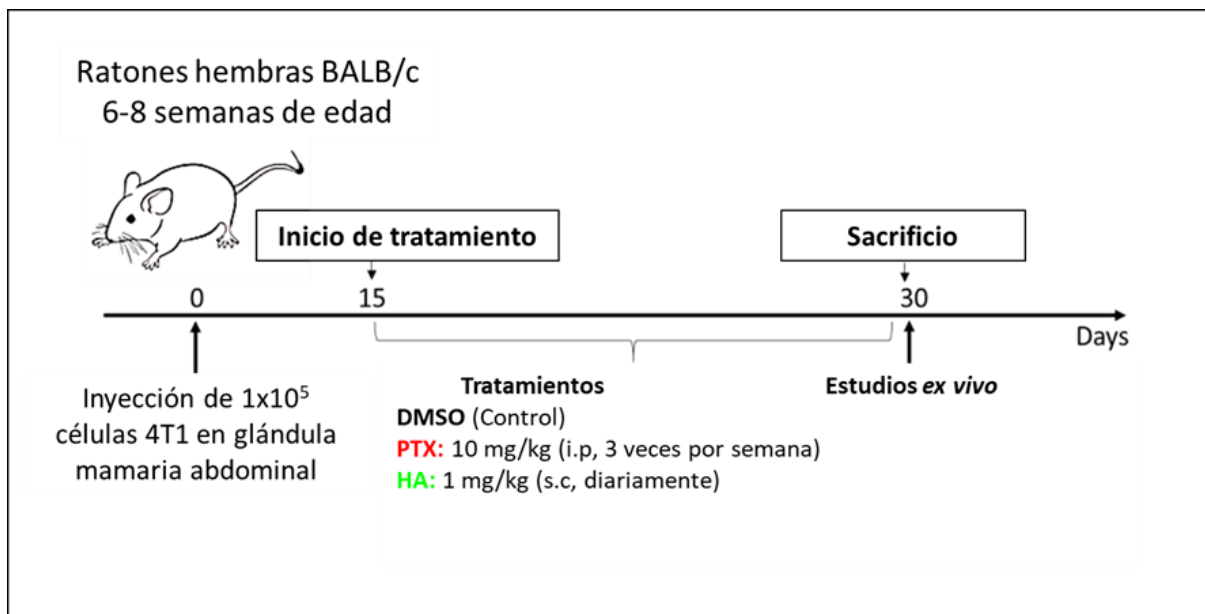 Ratones hembras BALB/c
6-8 semanas de edad
Inicio de tratamiento
Sacrificio
0
15
30
Days
Inyección de 1x10⁵
células 4T1 en glándula
mamaria abdominal
Tratamientos
DMSO (Control)
PTX: 10 mg/kg (i.p, 3 veces por semana)
HA: 1 mg/kg (s.c, diariamente)
Estudios ex vivo